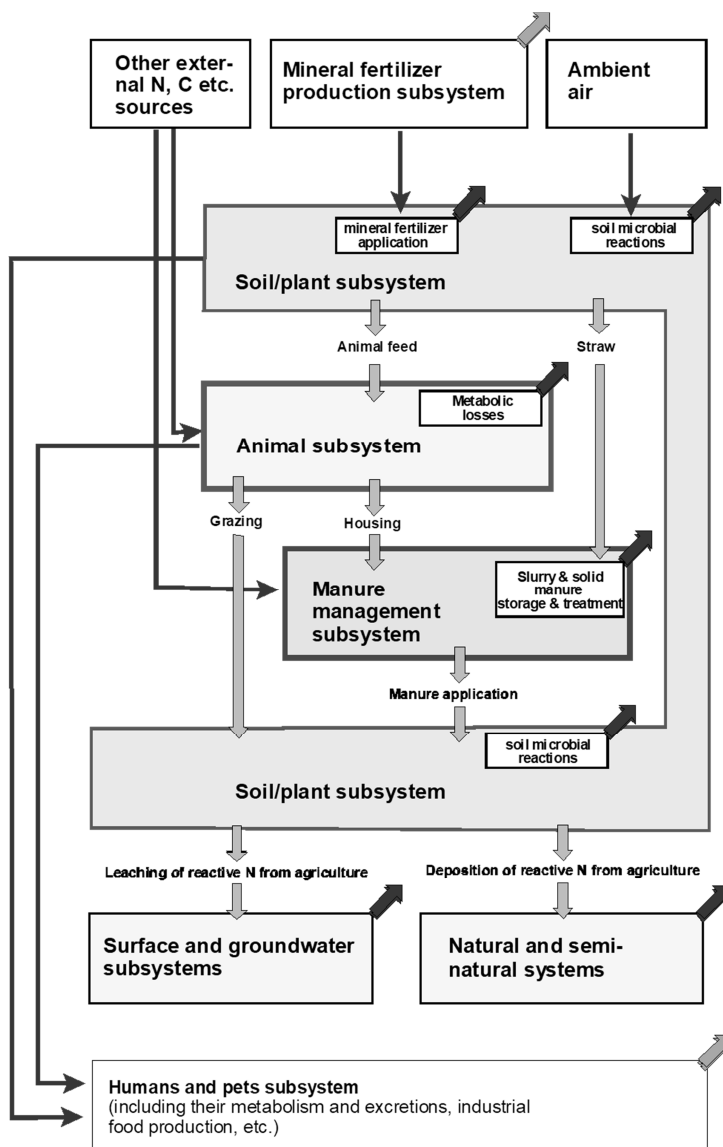 Other exter-
nal N, C etc.
sources
Mineral fertilizer
production subsystem
Ambient
air
mineral fertilizer
application
soil microbial
reactions
Soil/plant subsystem
Animal feed
Straw
Metabolic
losses
Animal subsystem
Grazing
Housing
Slurry & solid
manure
storage & treatment
Manure
management
subsystem
Manure application
soil microbial
reactions
Soil/plant subsystem
Leaching of reactive N from agriculture
Deposition of reactive N from agriculture
Surface and groundwater
subsystems
Natural and semi-
natural systems
Humans and pets subsystem
(including their metabolism and excretions, industrial
food production, etc.)